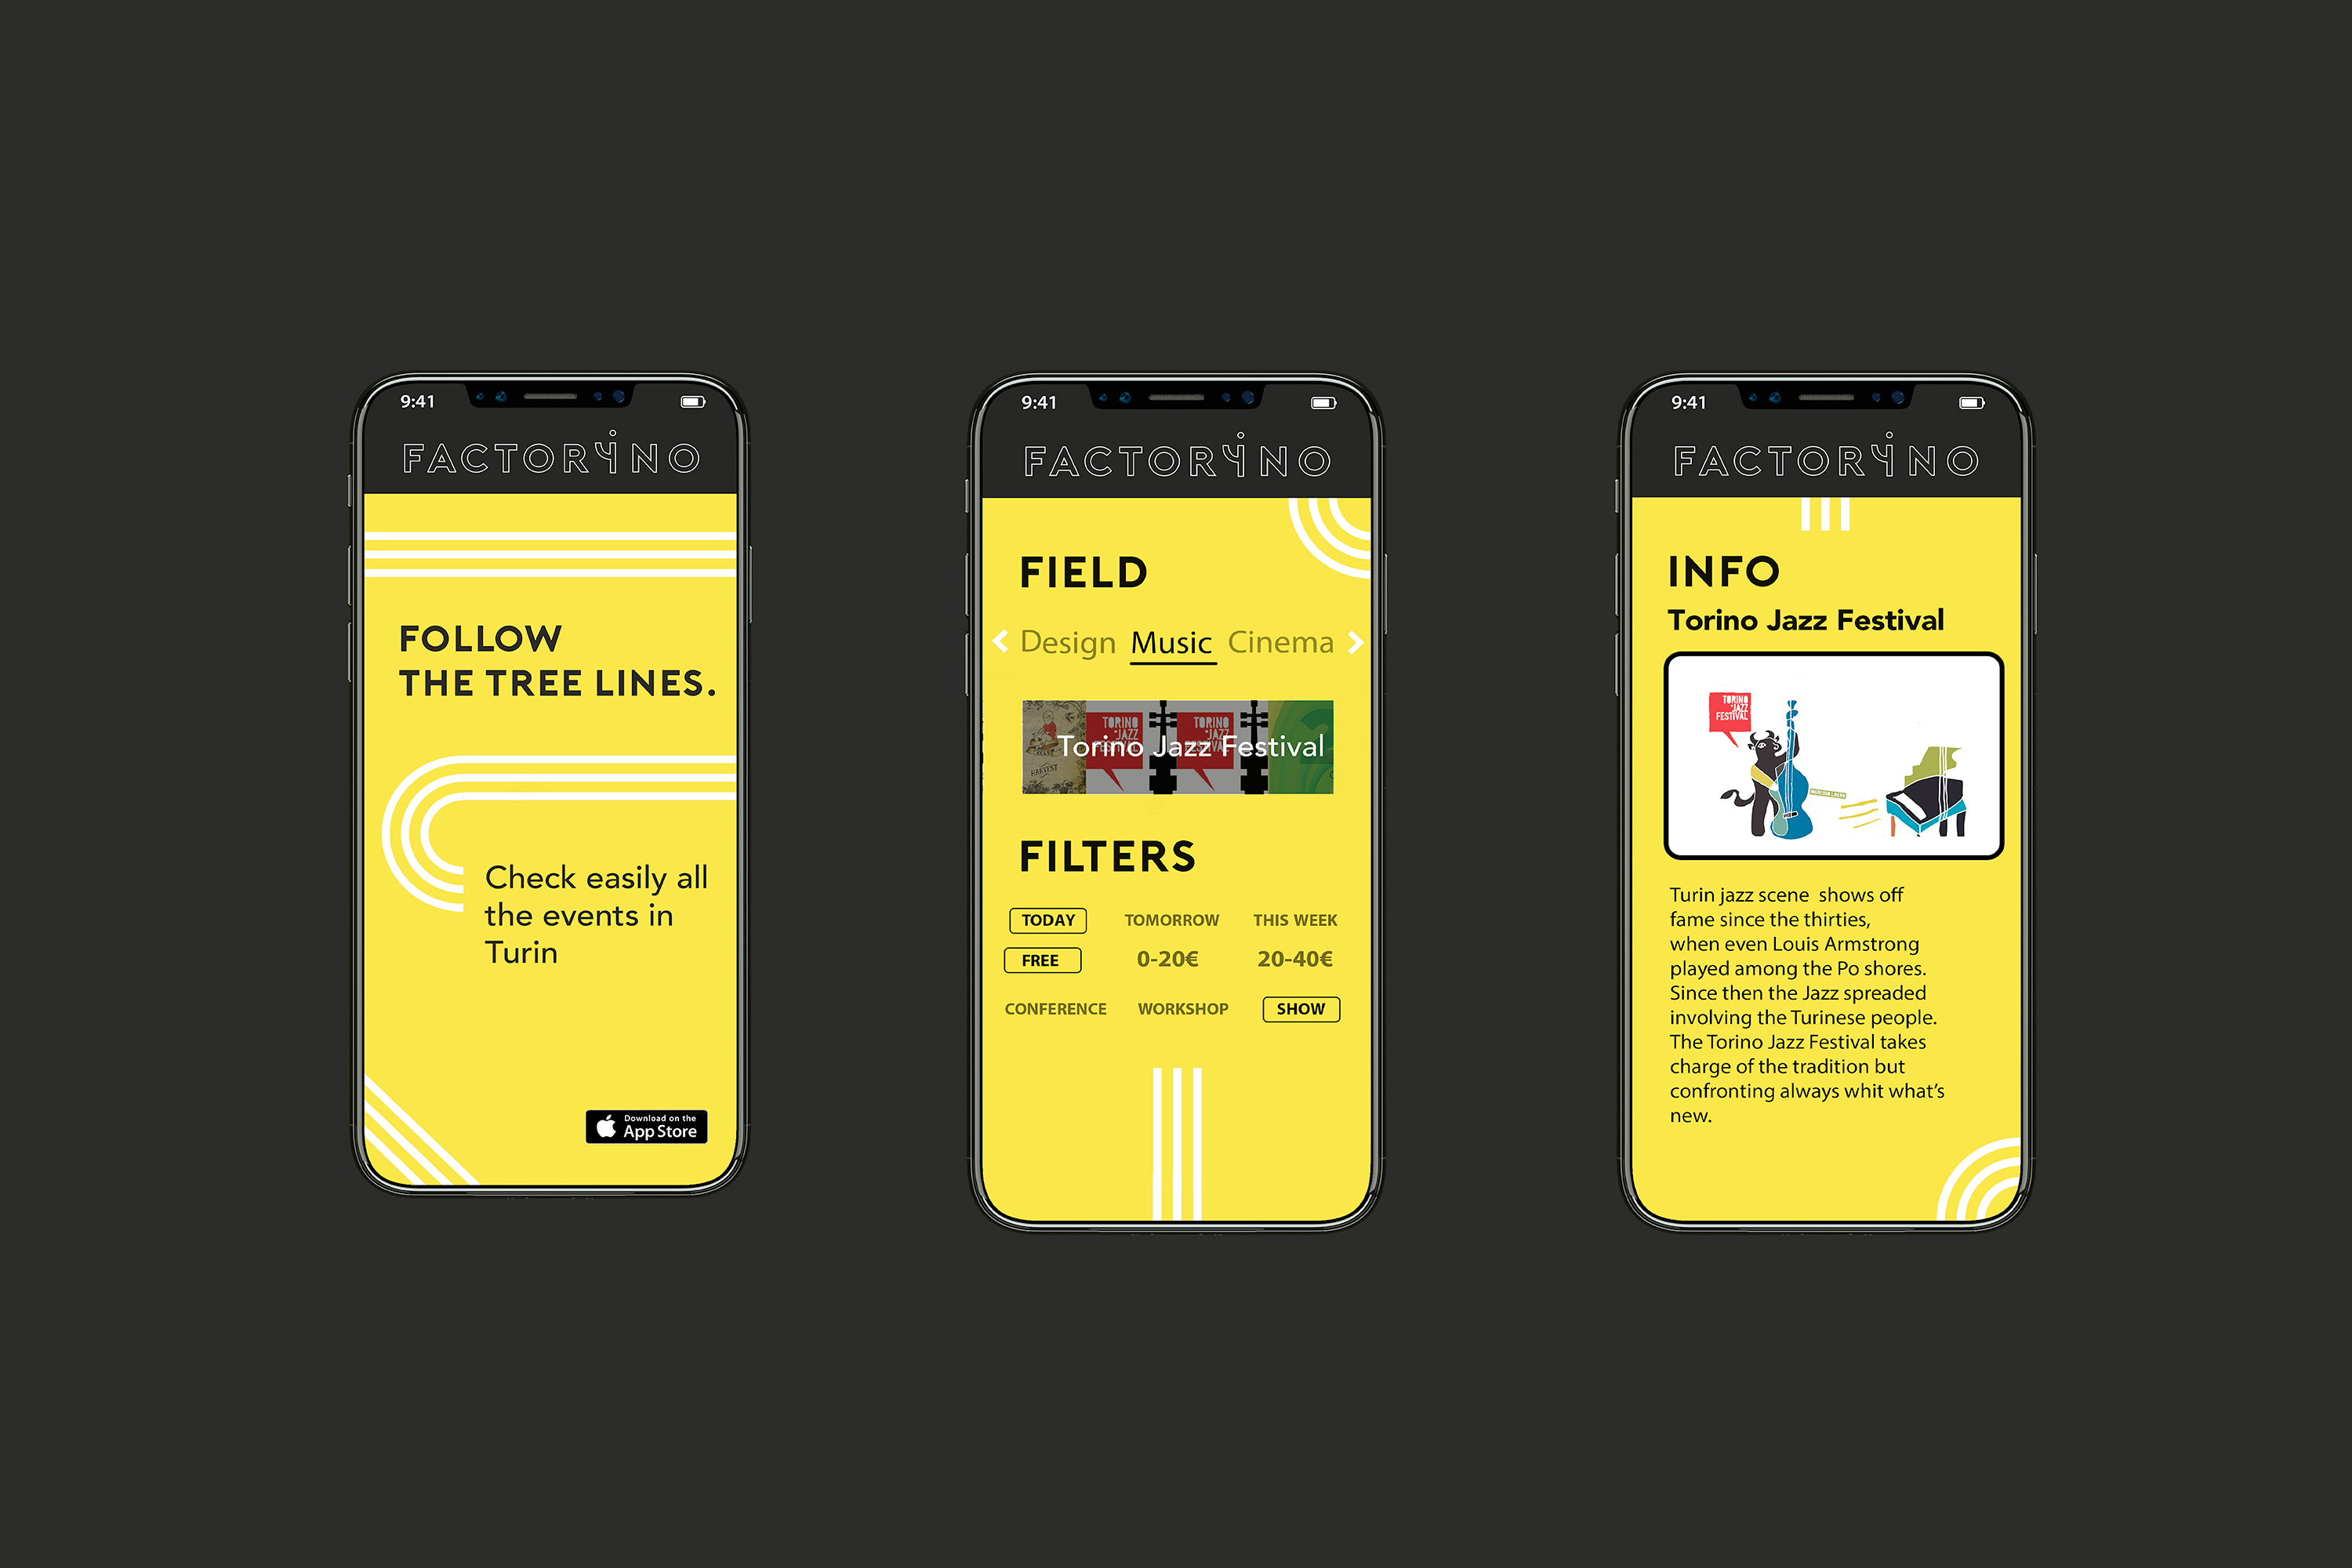 9:41
FACTORiNO
FOLLOW
THE TREE LINES.
Check easily all
the events in
Turin
Download on the
App Store
9:41
FACTORiNO
FIELD
Design Music Cinema
TORINO
JAZZ
FESTIVAL
TORINO
JAZZ
FESTIVAL
HARVEST
Torino Jazz Festival
FILTERS
TODAY TOMORROW THIS WEEK
FREE 0-20€ 20-40€
CONFERENCE WORKSHOP SHOW
9:41
FACTORiNO
INFO
Torino Jazz Festival
TORINO
JAZZ
FESTIVAL
Turin jazz scene shows off
fame since the thirties,
when even Louis Armstrong
played among the Po shores.
Since then the Jazz spreaded
involving the Turinese people.
The Torino Jazz Festival takes
charge of the tradition but
confronting always whit what's
new.